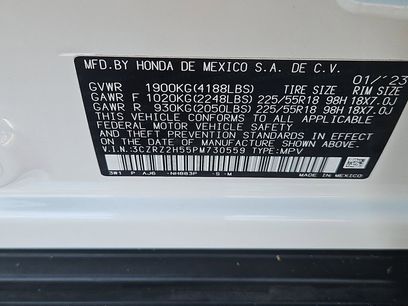 MFD.BY HONDA DE MEXICO S.A. DE C.V.
01/'23
GVWR 1900KG(4188LBS) TIRE SIZE RIM SIZE
GAWR F 1020KG(2248LBS) 225/55R18 98H 18X7.0J
GAWR R 930KG(2050LBS) 225/55R18 98H 18X7.0J
THIS VEHICLE CONFORMS TO ALL APPLICABLE
FEDERAL MOTOR VEHICLE SAFETY AND
THEFT PREVENTION STANDARDS IN EFFECT ON
THE DATE OF MANUFACTURE SHOWN ABOVE.
V.I.N:3CZRZ2H55PM730559 TYPE:MPV
3W1 P AJ6 -NH883P -S -M MADE IN MEXICO